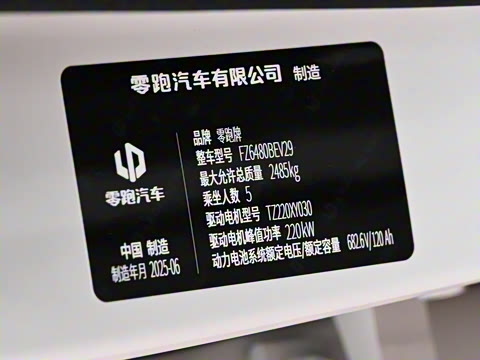 零跑汽车有限公司 制造
品牌 零跑牌
整车型号 FZ6480BEV29
最大允许总质量 2485kg
乘坐人数 5
驱动电机型号 TZ220XY030
驱动电机峰值功率 220kW
动力电池系统额定电压/额定容量 682.6V/120Ah
零跑汽车
中国 制造
制造年月 2025-06